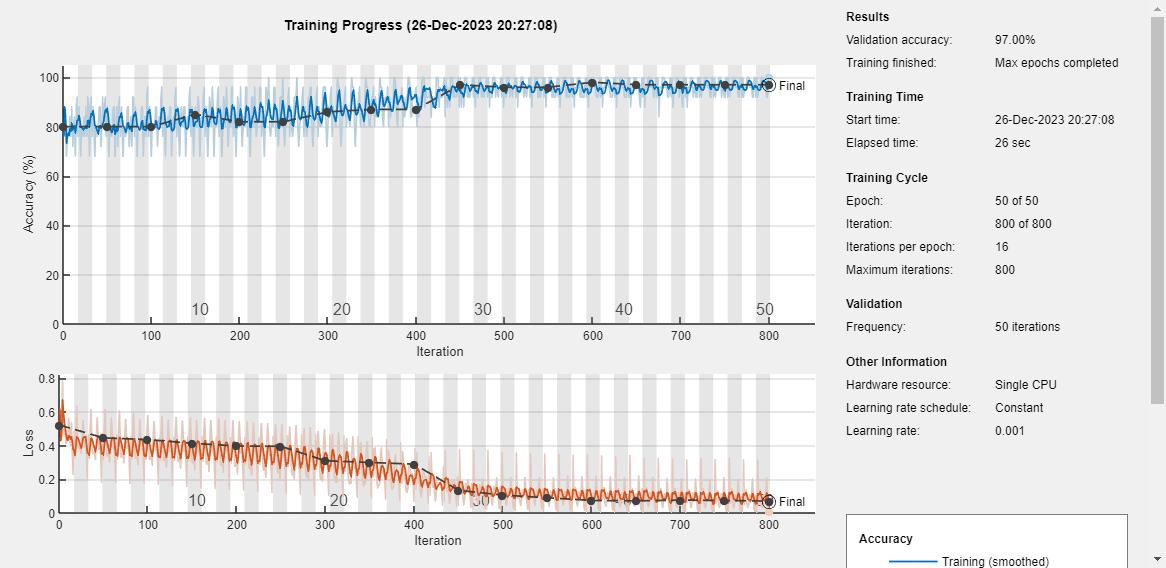 Training Progress (26-Dec-2023 20:27:08)
100
80
60
40
20
0
Accuracy (%)
10
20
30
40
50
Final
0 100 200 300 400 500 600 700 800
Iteration
0.8
0.6
0.4
0.2
0
Loss
10
20
30
Final
0 100 200 300 400 500 600 700 800
Iteration
Results
Validation accuracy: 97.00%
Training finished: Max epochs completed
Training Time
Start time: 26-Dec-2023 20:27:08
Elapsed time: 26 sec
Training Cycle
Epoch: 50 of 50
Iteration: 800 of 800
Iterations per epoch: 16
Maximum iterations: 800
Validation
Frequency: 50 iterations
Other Information
Hardware resource: Single CPU
Learning rate schedule: Constant
Learning rate: 0.001
Accuracy
Training (smoothed)